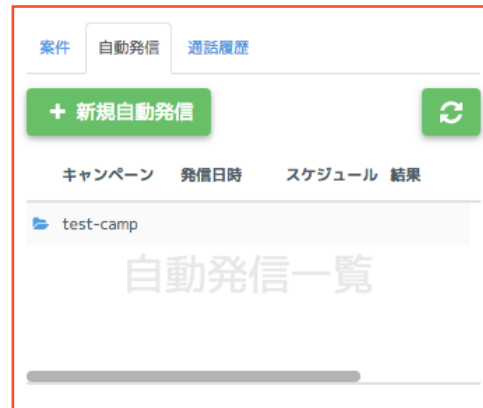 案件 自動発信 通話履歴
+ 新規自動発信
キャンペーン 発信日時 スケジュール 結果
test-camp
自動発信一覧